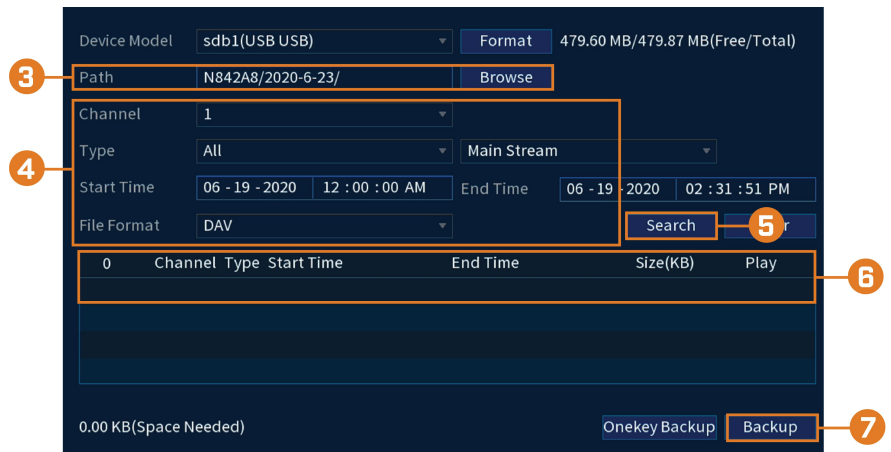 Device Model sdb1(USB USB) Format 479.60 MB/479.87 MB(Free/Total)
3 Path N842A8/2020-6-23/ Browse
Channel 1
4 Type All Main Stream
Start Time 06 - 19 - 2020 12 : 00 : 00 AM End Time 06 - 19 - 2020 02 : 31 : 51 PM
File Format DAV Search 5
0 Channel Type Start Time End Time Size(KB) Play
6
0.00 KB(Space Needed) Onekey Backup Backup 7